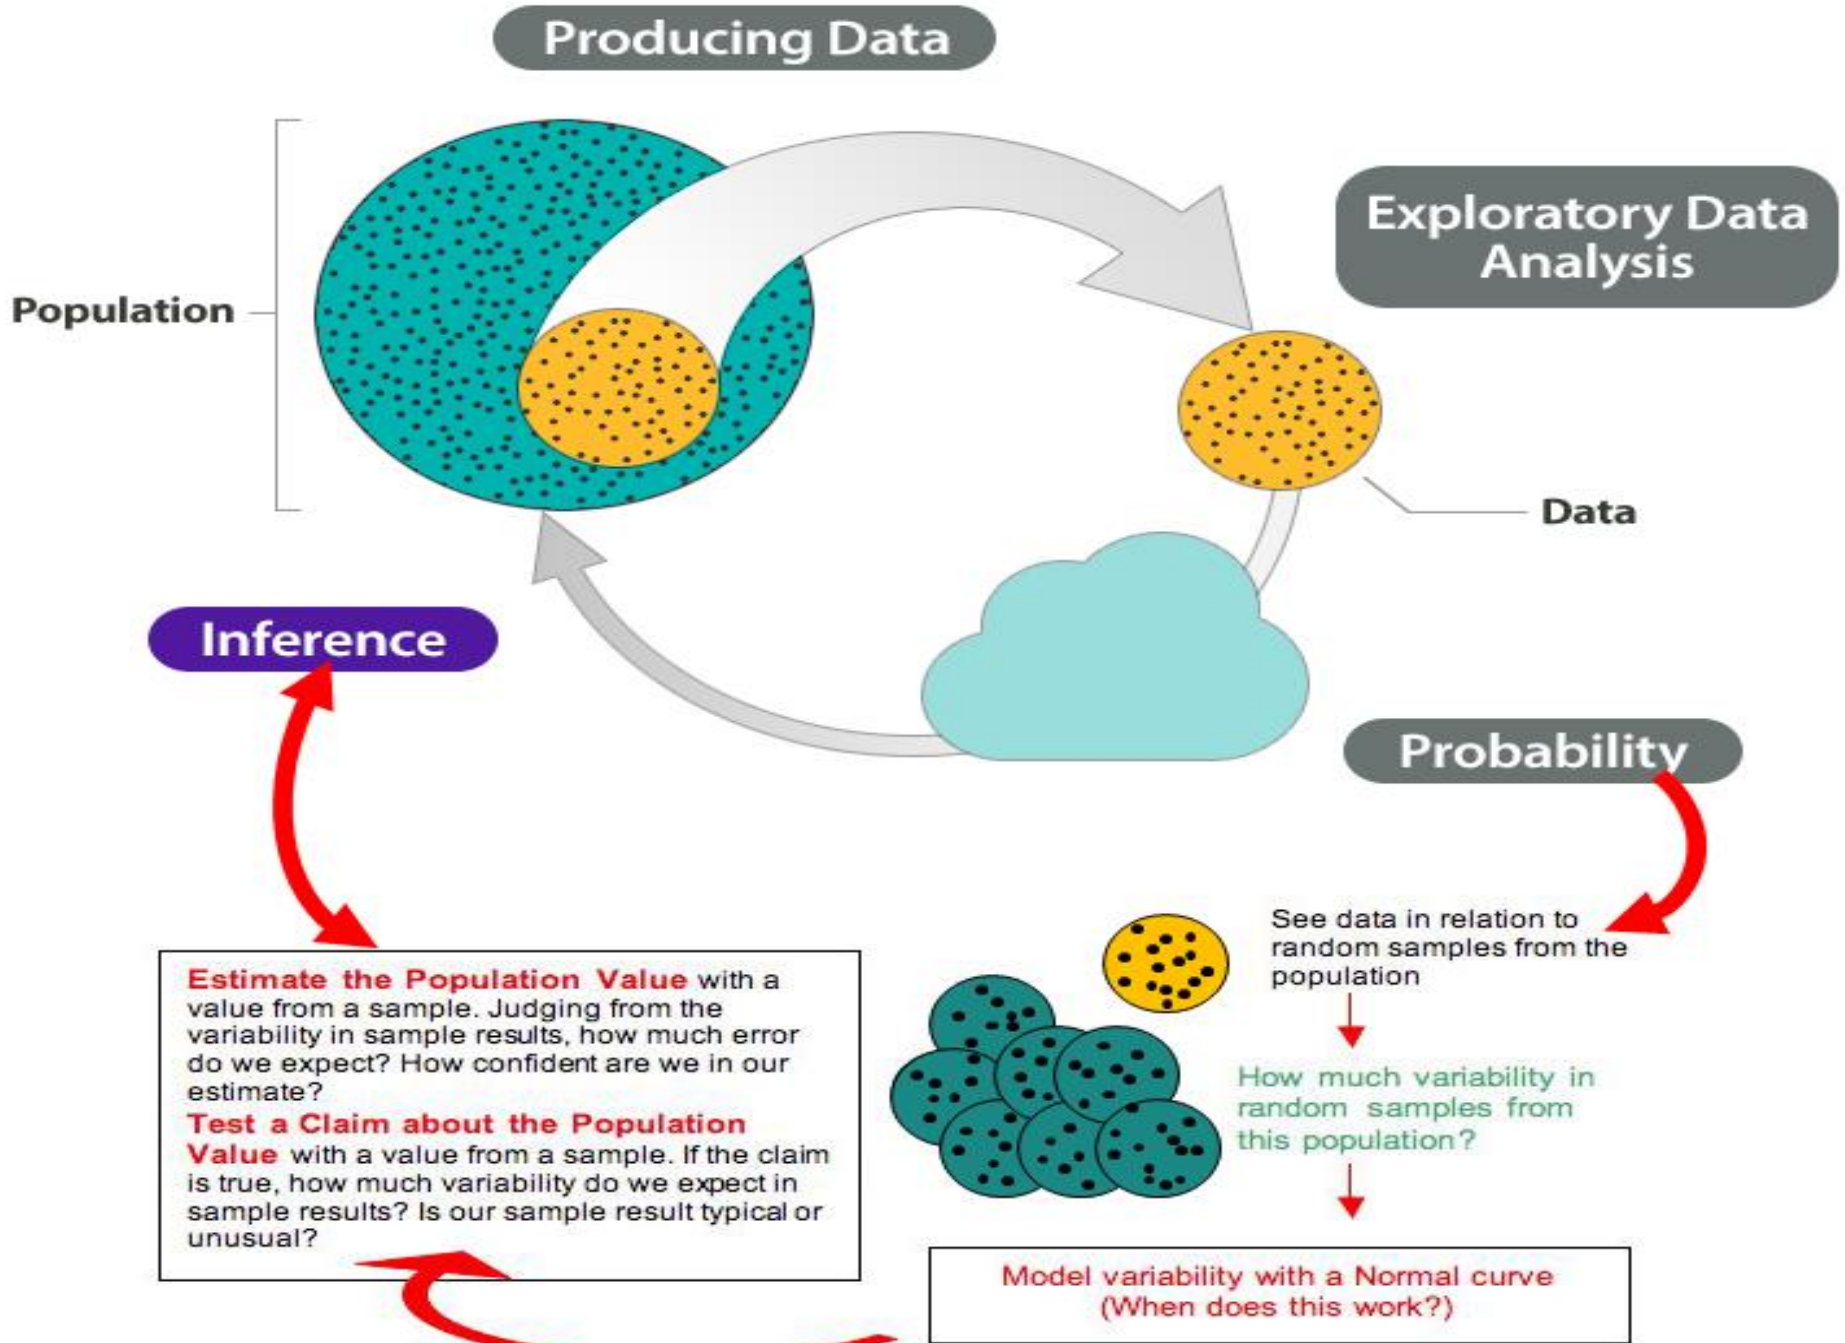 Producing Data
Exploratory Data
Analysis
Population
Data
Inference
Probability
See data in relation to
random samples from the
population
How much variability in
random samples from
this population?
Model variability with a Normal curve
(When does this work?)
Estimate the Population Value with a
value from a sample. Judging from the
variability in sample results, how much error
do we expect? How confident are we in our
estimate?
Test a Claim about the Population
Value with a value from a sample. If the claim
is true, how much variability do we expect in
sample results? Is our sample result typical or
unusual?